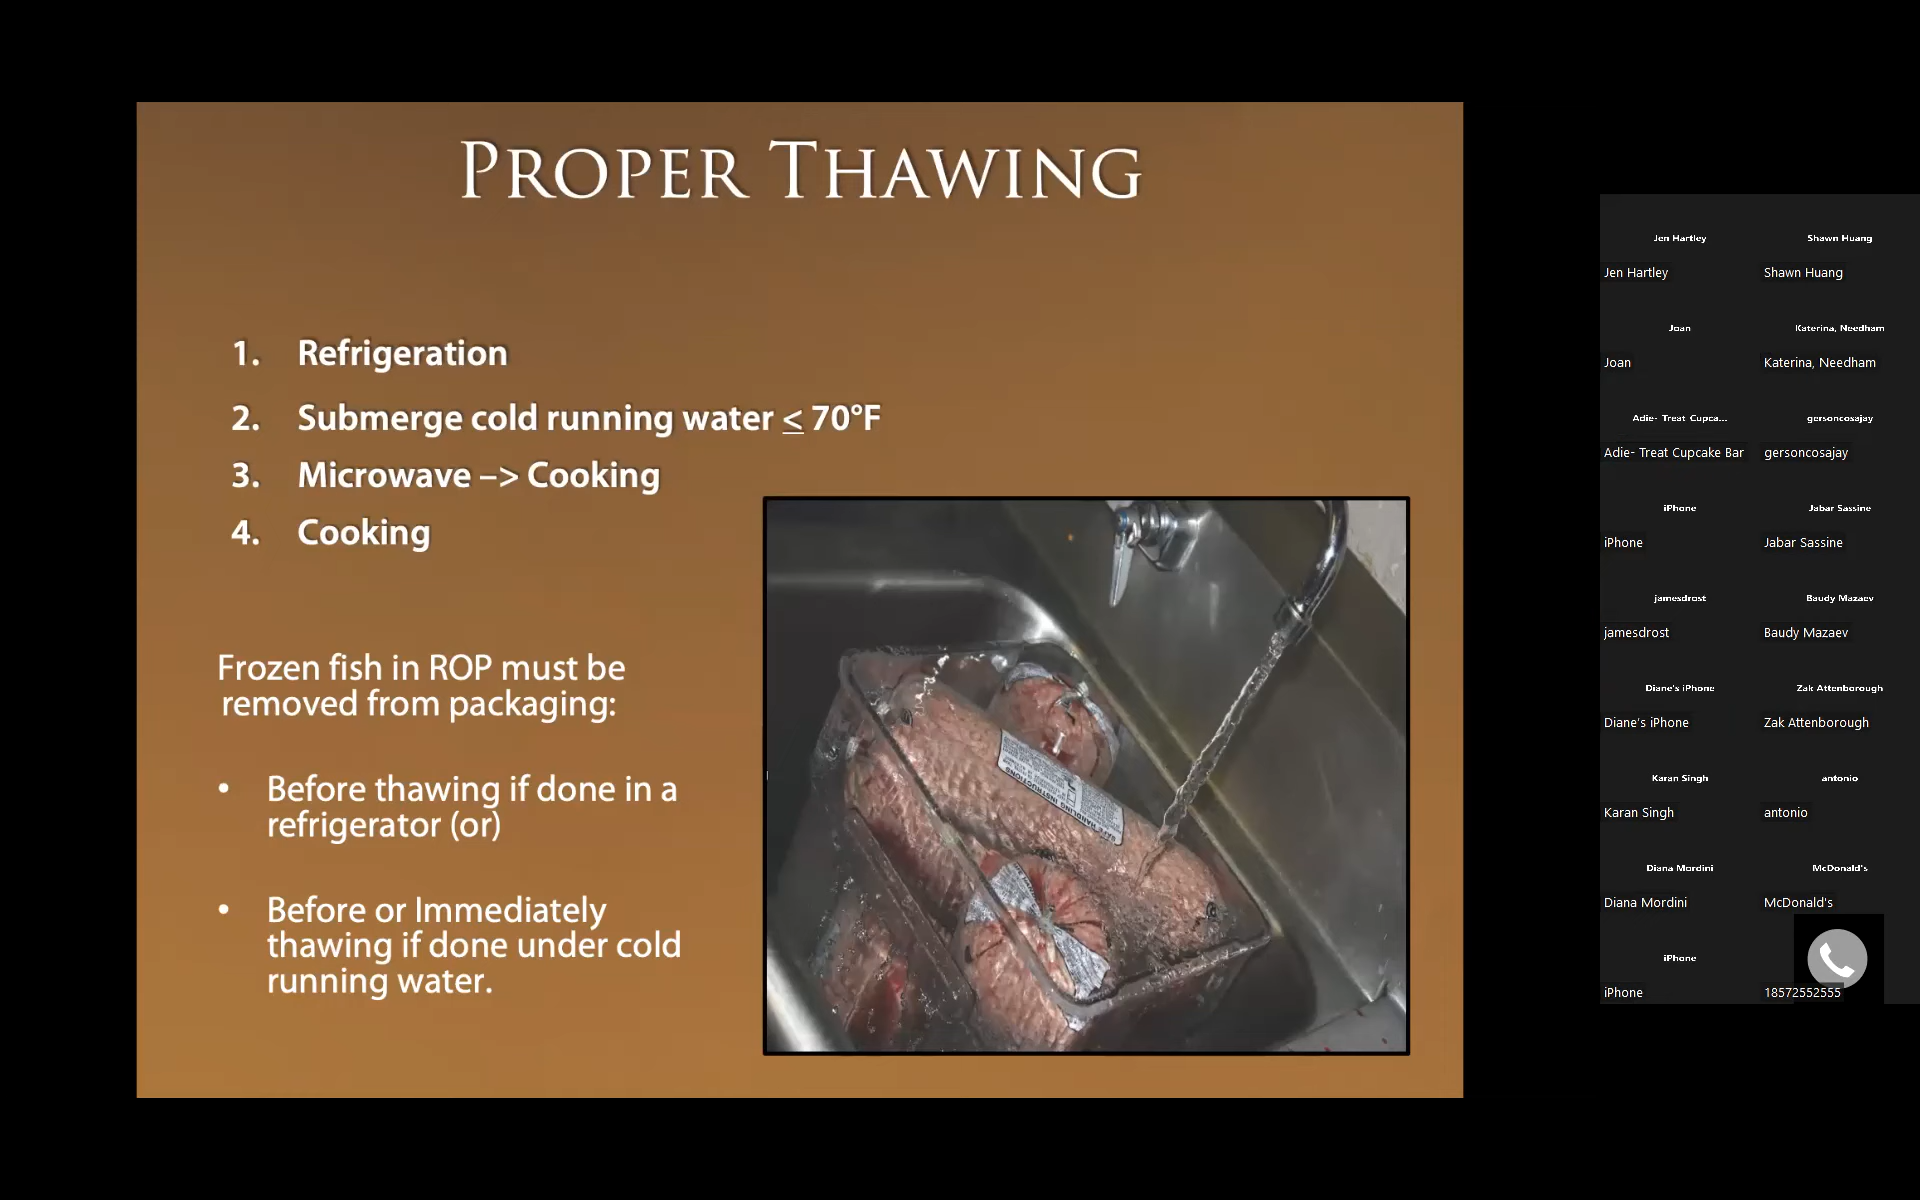 PROPER THAWING
1. Refrigeration
2. Submerge cold running water ≤ 70°F
3. Microwave –> Cooking
4. Cooking
Frozen fish in ROP must be
removed from packaging:
• Before thawing if done in a
refrigerator (or)
• Before or Immediately
thawing if done under cold
running water.
SAFE HANDLING INSTRUCTIONS
Jen Hartley
Jen Hartley
Shawn Huang
Shawn Huang
Joan
Joan
Katerina, Needham
Katerina, Needham
Adie- Treat Cupca...
Adie- Treat Cupcake Bar
gersoncosajay
gersoncosajay
iPhone
iPhone
Jabar Sassine
Jabar Sassine
jamesdrost
jamesdrost
Baudy Mazaev
Baudy Mazaev
Diane's iPhone
Diane's iPhone
Zak Attenborough
Zak Attenborough
Karan Singh
Karan Singh
antonio
antonio
Diana Mordini
Diana Mordini
McDonald's
McDonald's
iPhone
iPhone
18572552555